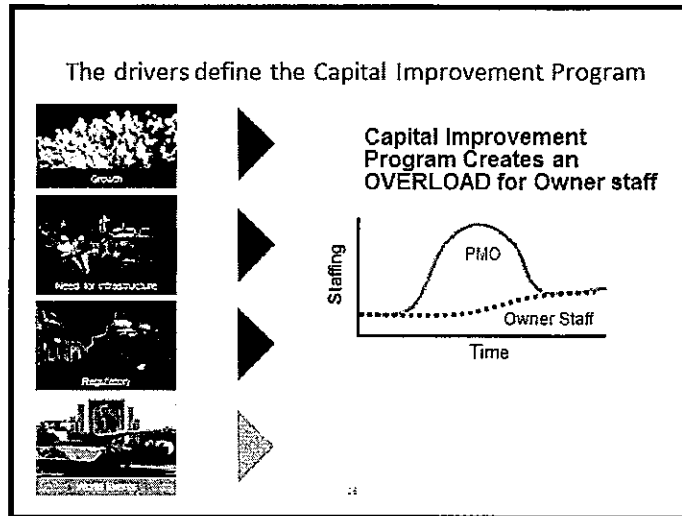 The drivers define the Capital Improvement Program
Growth
Need for infrastructure
Regulatory
Capital Improvement
Program Creates an
OVERLOAD for Owner staff
Staffing
PMO
Owner Staff
Time